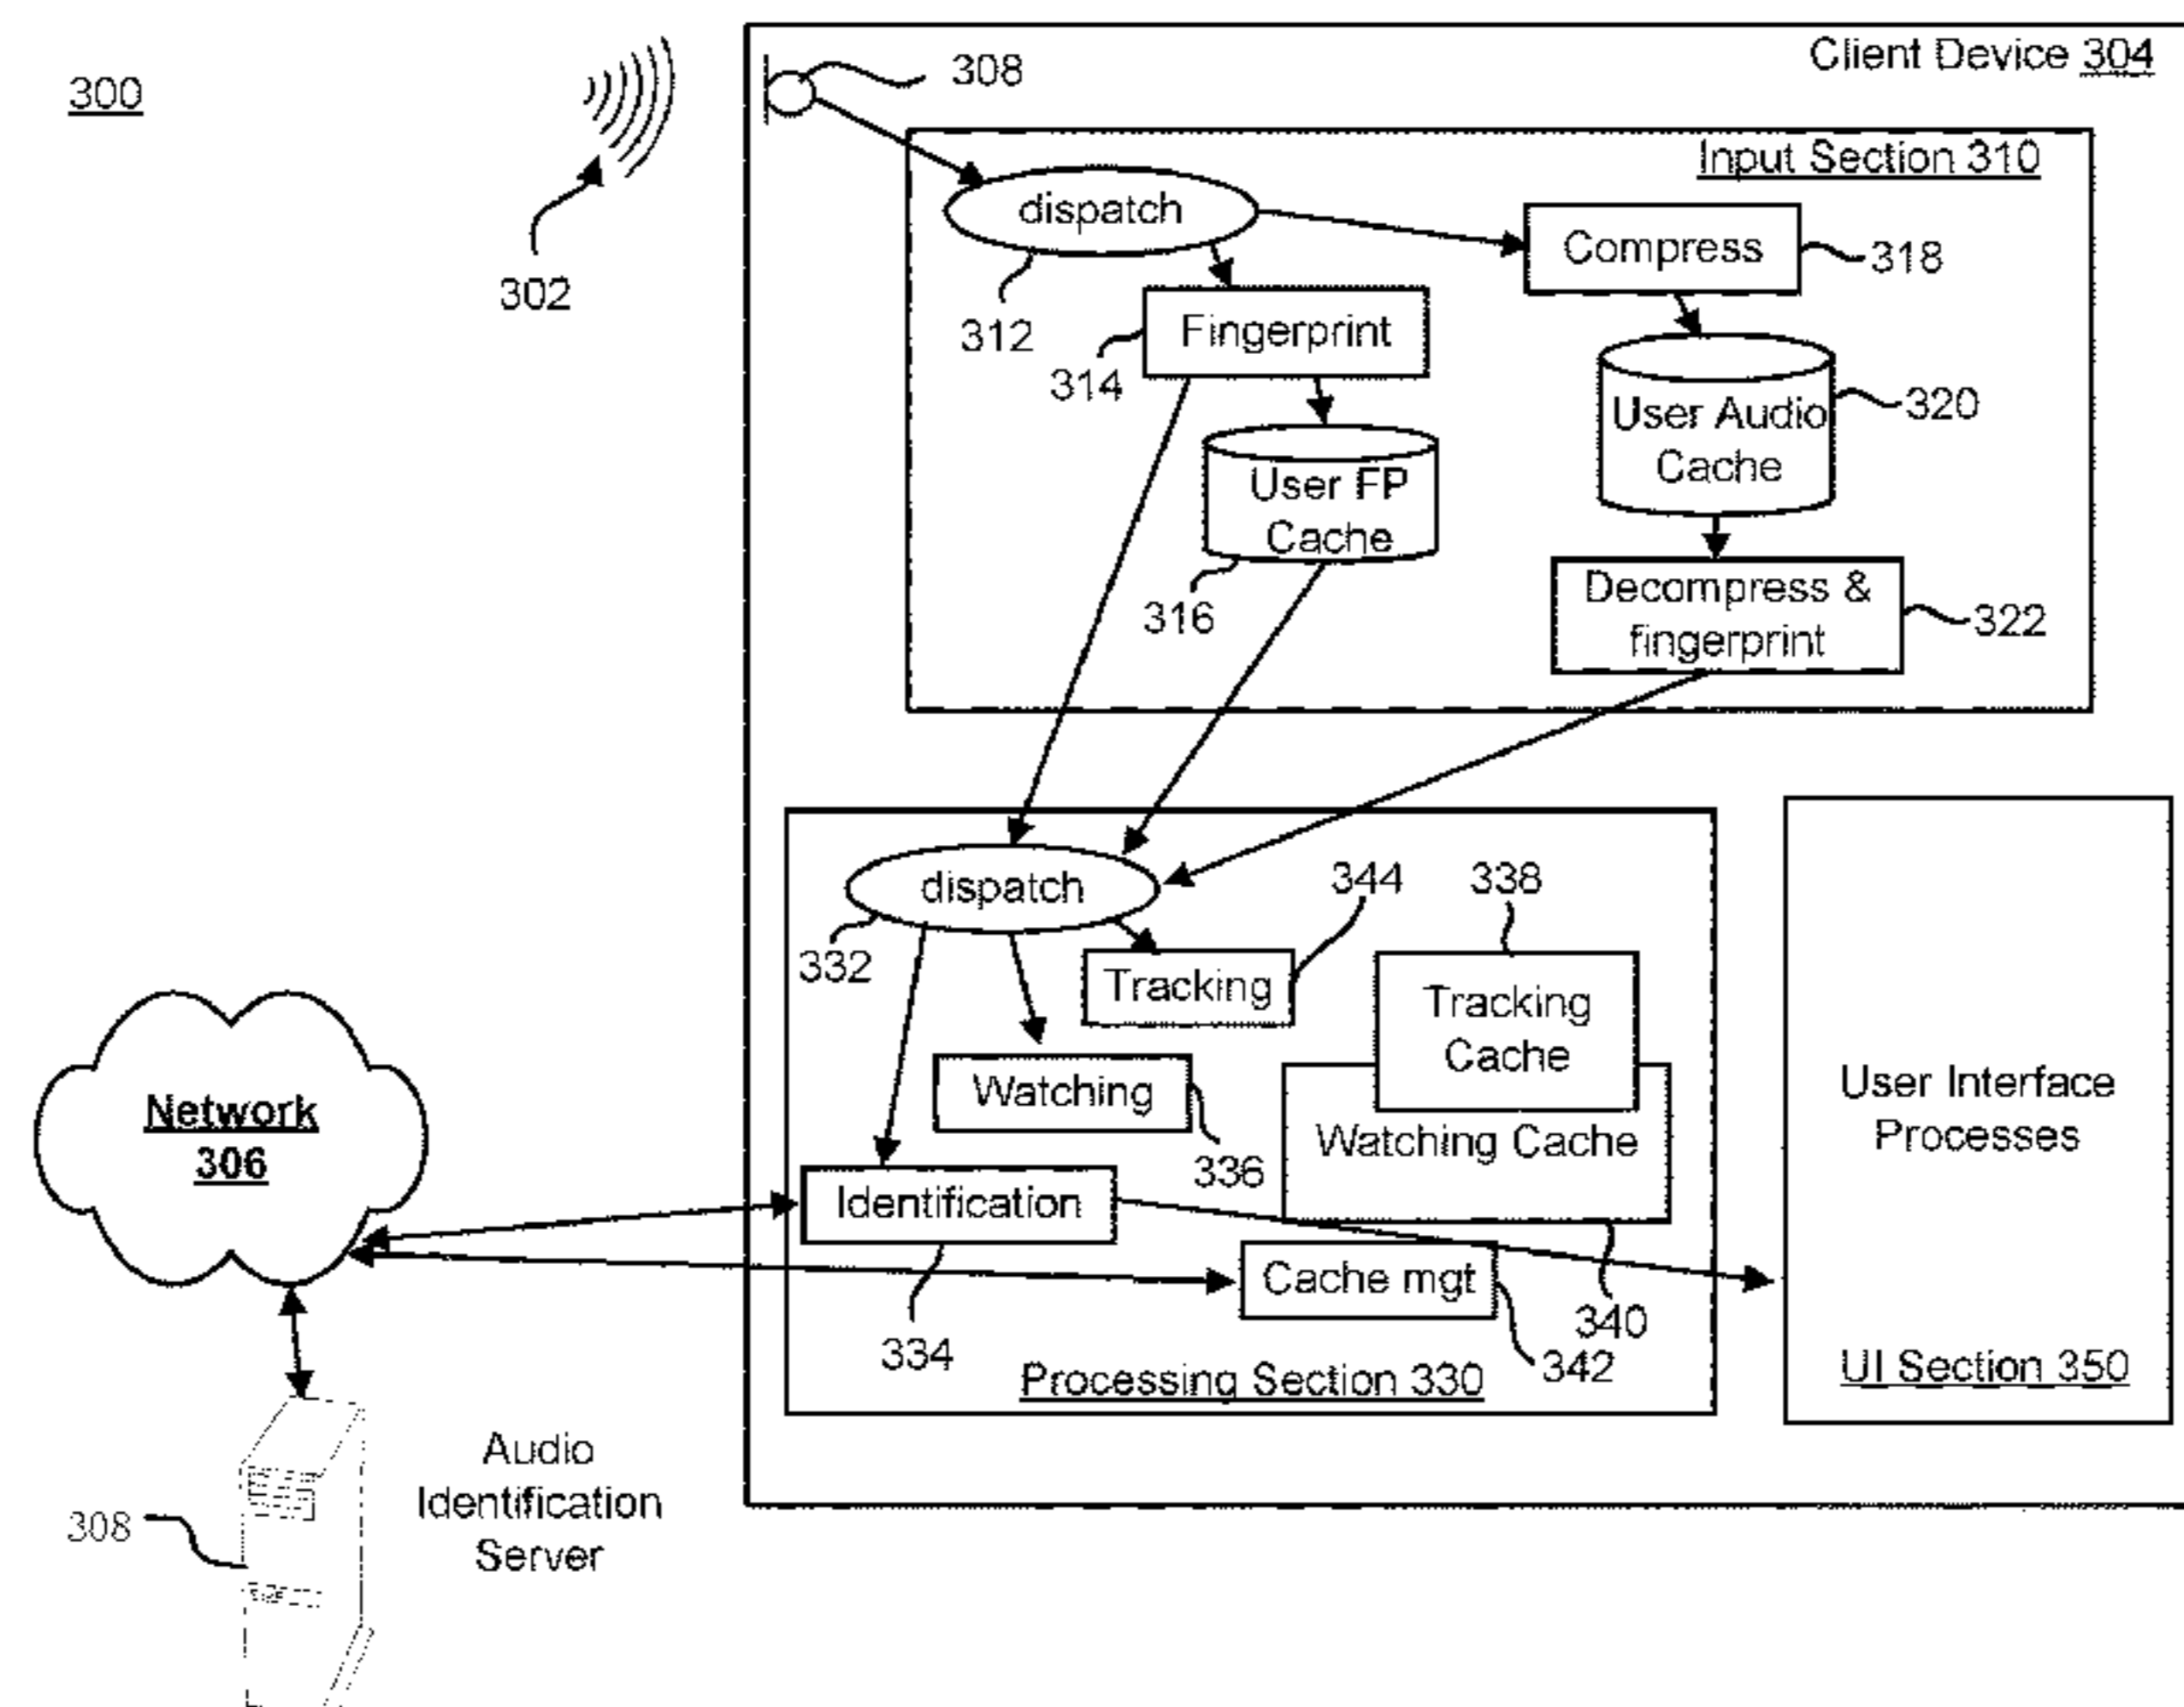 300
308
Client Device 304
Input Section 310
dispatch
Compress
318
302
312
Fingerprint
314
User Audio
Cache
320
User FP
Cache
316
Decompress &
fingerprint
322
dispatch
332
344
338
Tracking
Tracking
Cache
Watching
336
Watching Cache
User Interface
Processes
Network
306
Identification
334
Cache mgt
340
342
Processing Section 330
UI Section 350
Audio
Identification
Server
308